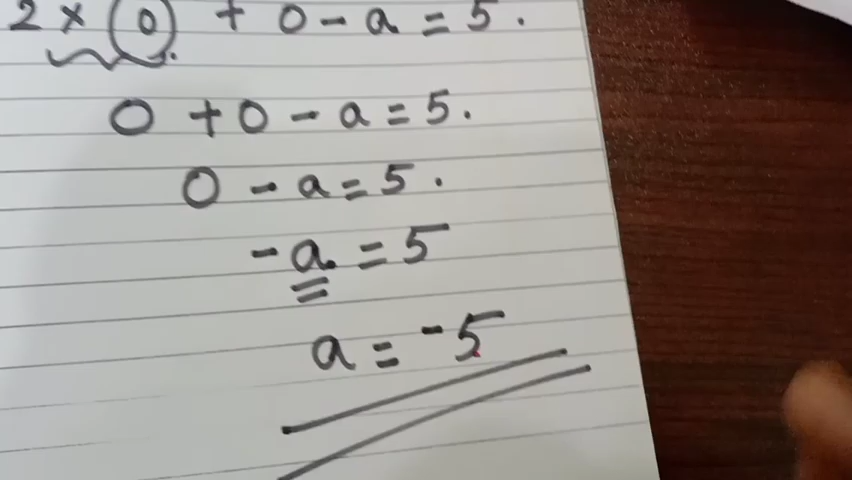 2 × (0) + 0 - a = 5.
0 + 0 - a = 5.
0 - a = 5.
- a = 5
a = -5